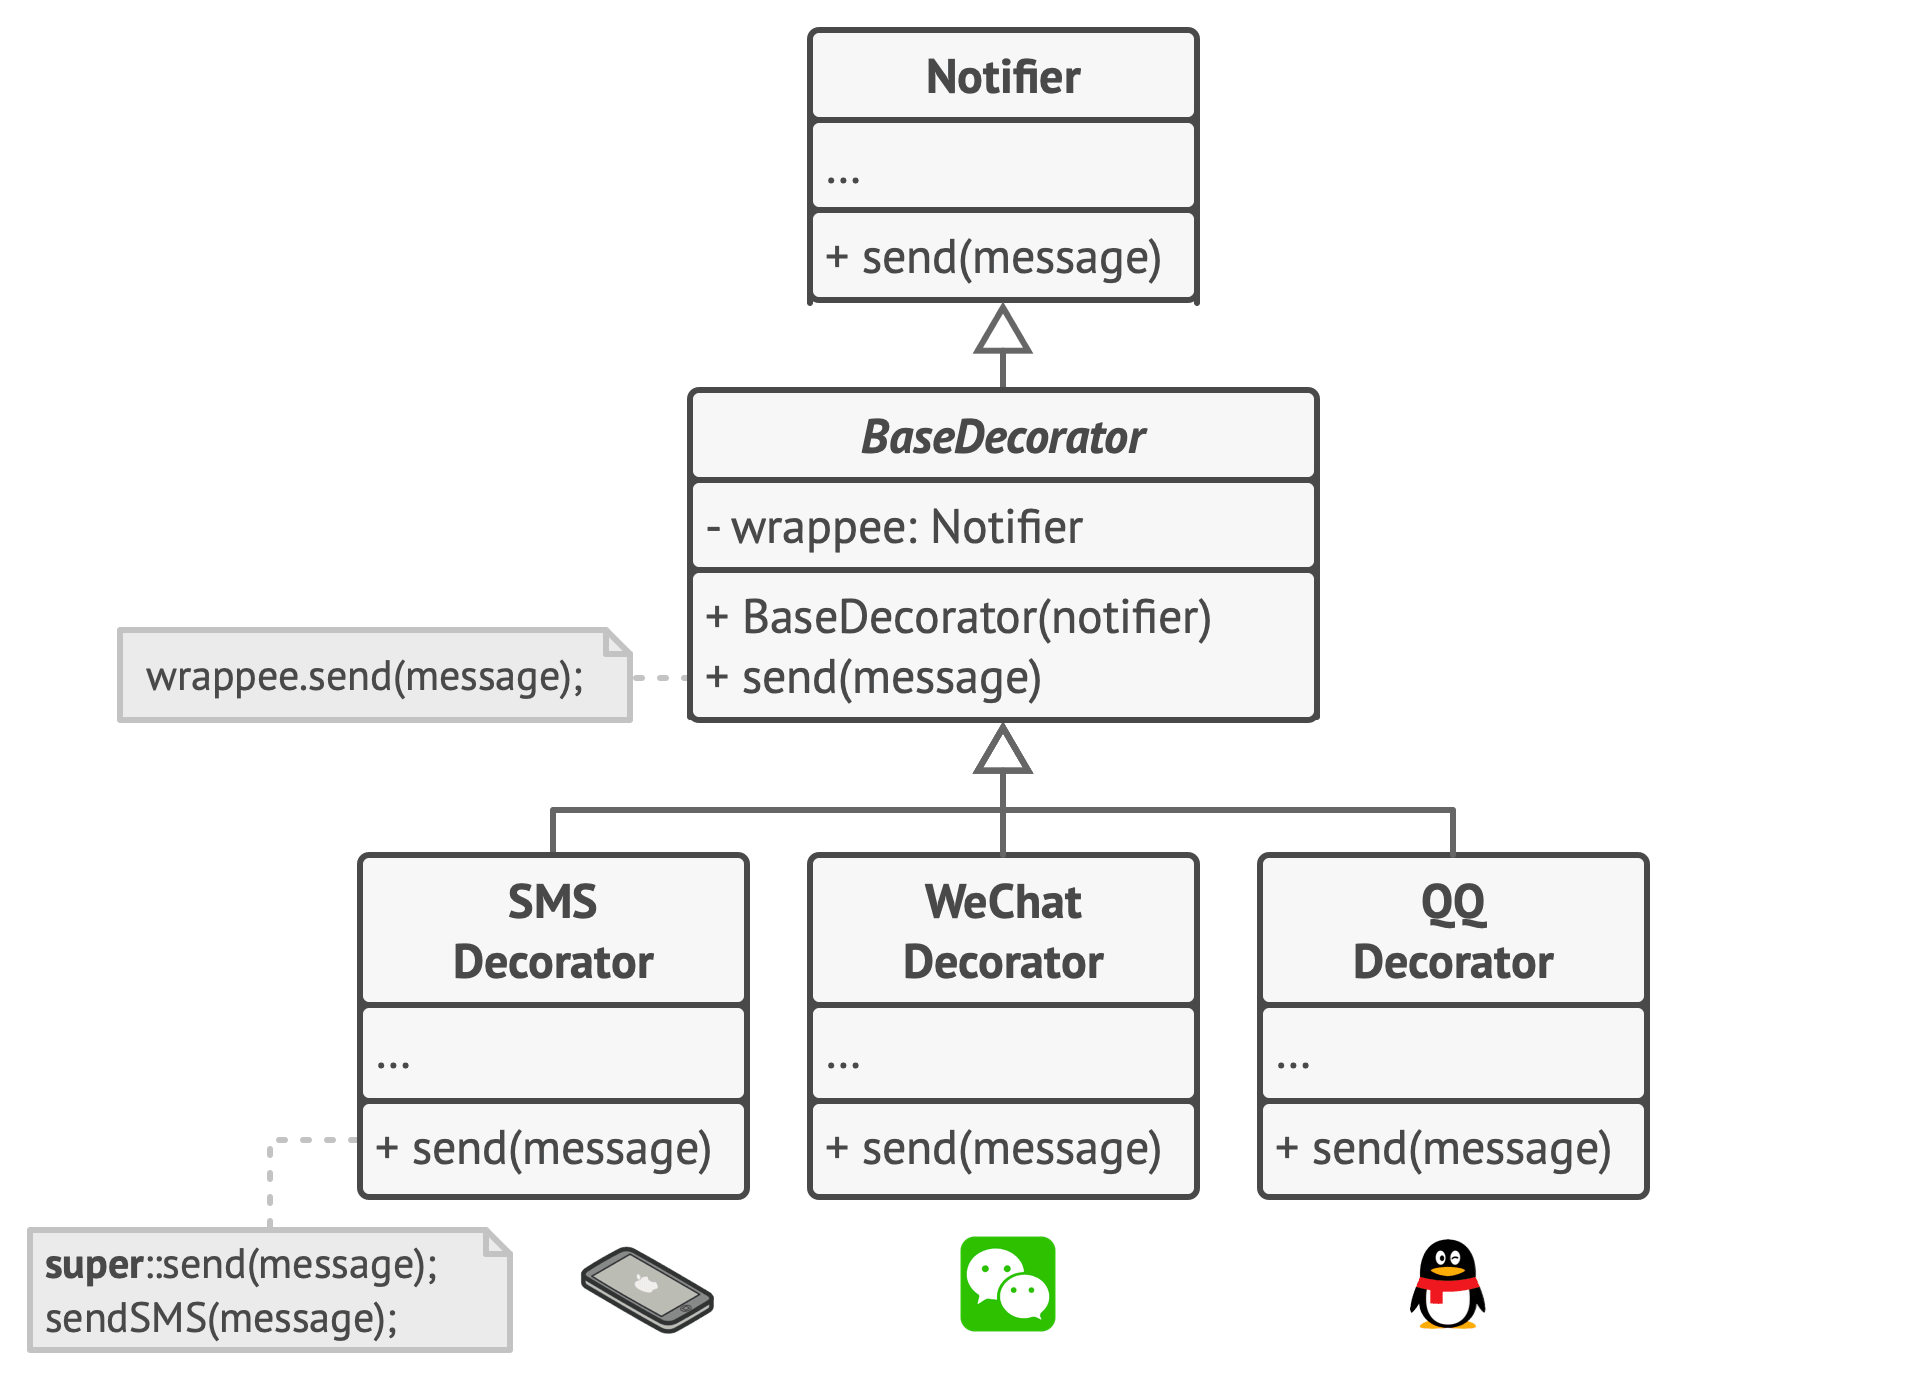 Notifier
...
+ send(message)
BaseDecorator
- wrappee: Notifier
+ BaseDecorator(notifier)
+ send(message)
wrappee.send(message);
SMS
Decorator
...
+ send(message)
WeChat
Decorator
...
+ send(message)
QQ
Decorator
...
+ send(message)
super::send(message);
sendSMS(message);